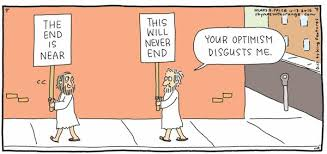 THE
END
IS
NEAR
THIS
WILL
NEVER
END
YOUR OPTIMISM
DISGUSTS ME.